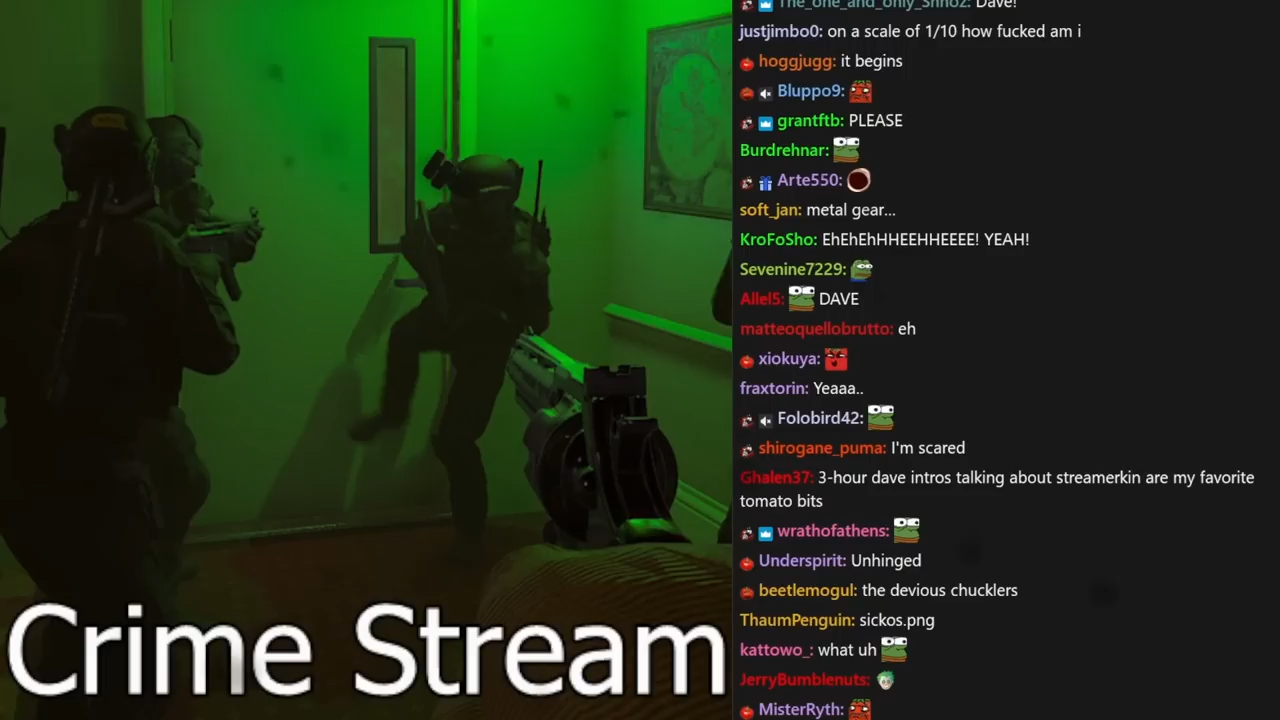 The_one_and_only_Shnoz: Dave!
justjimbo0: on a scale of 1/10 how fucked am i
hoggjugg: it begins
Bluppo9:
grantftb: PLEASE
Burdrehnar:
Arte550:
soft_jan: metal gear...
KroFoSho: EhEhEhHHEEHHEEEE! YEAH!
Sevenine7229:
Allel5: DAVE
matteoquellobrutto: eh
xiokuya:
fraxtorin: Yeaaa..
Folobird42:
shirogane_puma: I'm scared
Ghalen37: 3-hour dave intros talking about streamerkin are my favorite
tomato bits
wrathofathens:
Underspirit: Unhinged
beetlemogul: the devious chucklers
ThaumPenguin: sickos.png
kattowo_: what uh
JerryBumblenuts:
MisterRyth:
Crime Stream